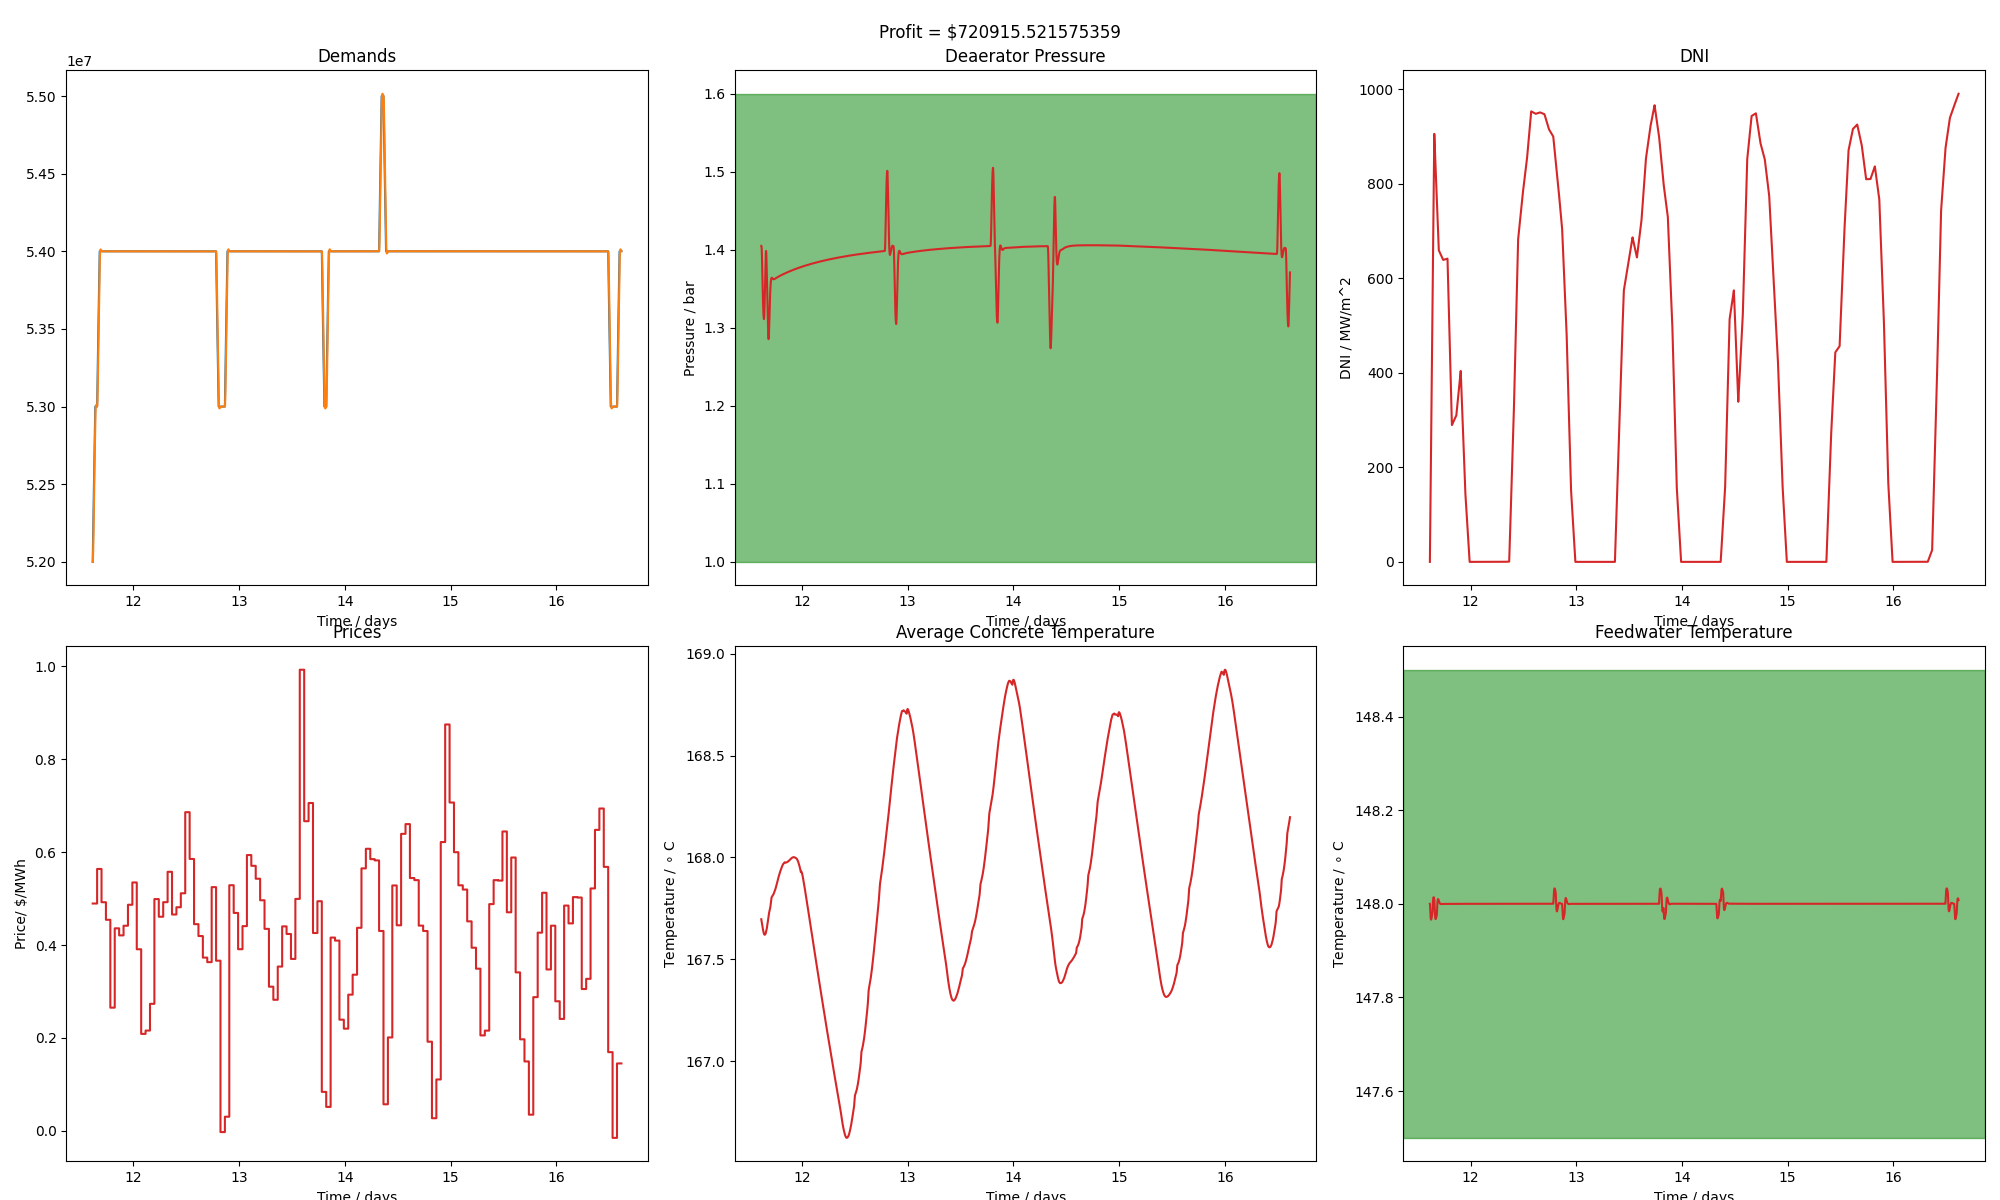 Profit = $720915.521575359
Demands
1e7
5.50
5.45
5.40
5.35
5.30
5.25
5.20
12 13 14 15 16
Time / days
Deaerator Pressure
Pressure / bar
1.6
1.5
1.4
1.3
1.2
1.1
1.0
12 13 14 15 16
Time / days
DNI
DNI / MW/m^2
1000
800
600
400
200
0
12 13 14 15 16
Time / days
Prices
Price/ $/MWh
1.0
0.8
0.6
0.4
0.2
0.0
12 13 14 15 16
Time / days
Average Concrete Temperature
Temperature / ∘ C
169.0
168.5
168.0
167.5
167.0
12 13 14 15 16
Time / days
Feedwater Temperature
Temperature / ∘ C
148.4
148.2
148.0
147.8
147.6
12 13 14 15 16
Time / days